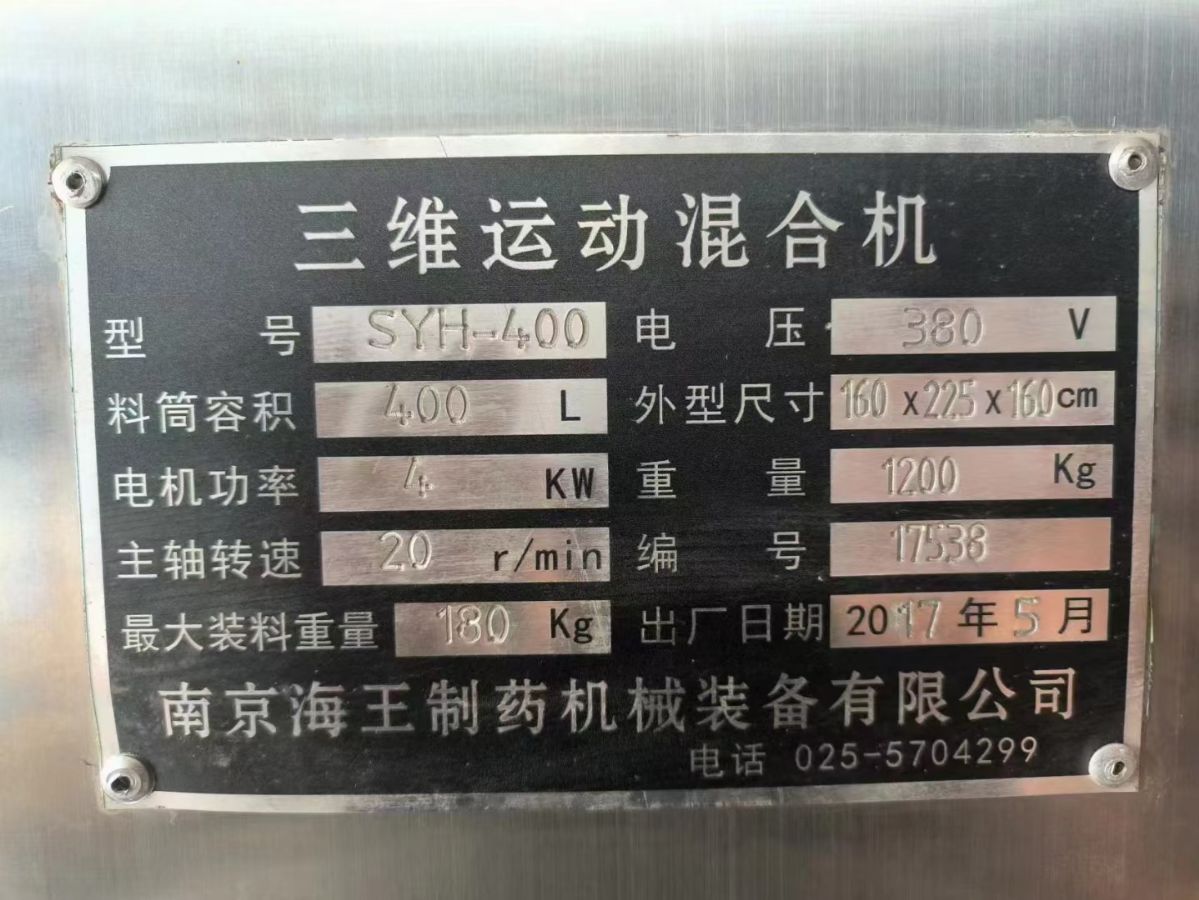 三维运动混合机
型号 SYH-400 电压 380 V
料筒容积 400 L 外型尺寸 160 x 225 x 160 cm
电机功率 4 KW 重量 1200 Kg
主轴转速 20 r/min 编号 17538
最大装料重量 180 Kg 出厂日期 2017年5月
南京海王制药机械装备有限公司
电话 025-5704299